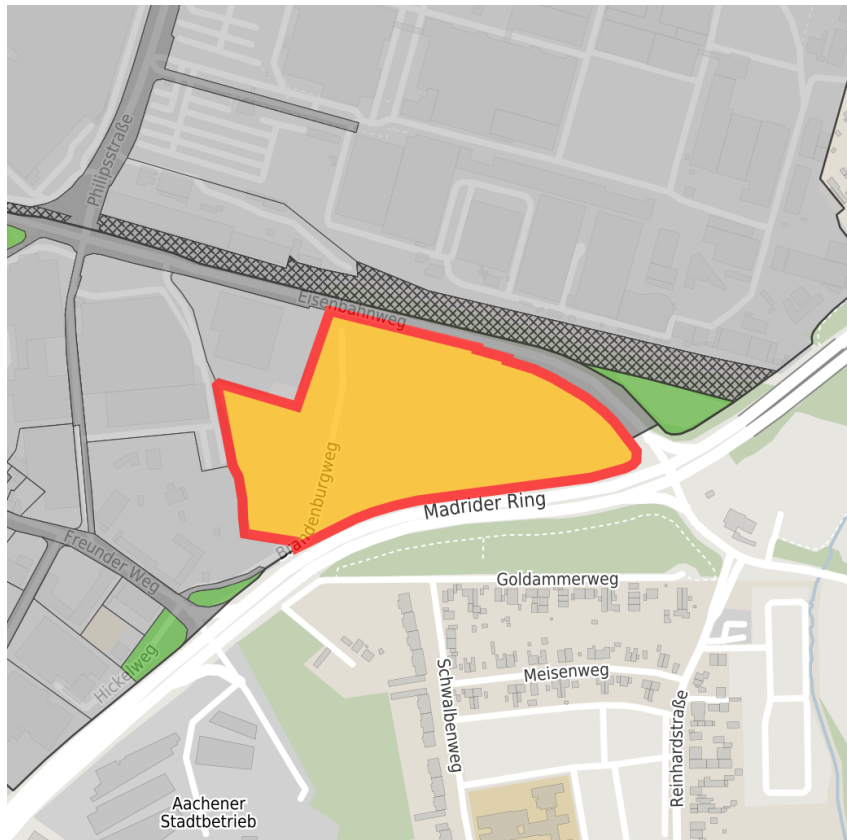 Philipsstraße
Eisenbahnweg
Brandenburgweg
Madrider Ring
Freunder Weg
Goldammerweg
Hickelweg
Schwalbenweg
Meisenweg
Reinhardstraße
Aachener
Stadtbetrieb